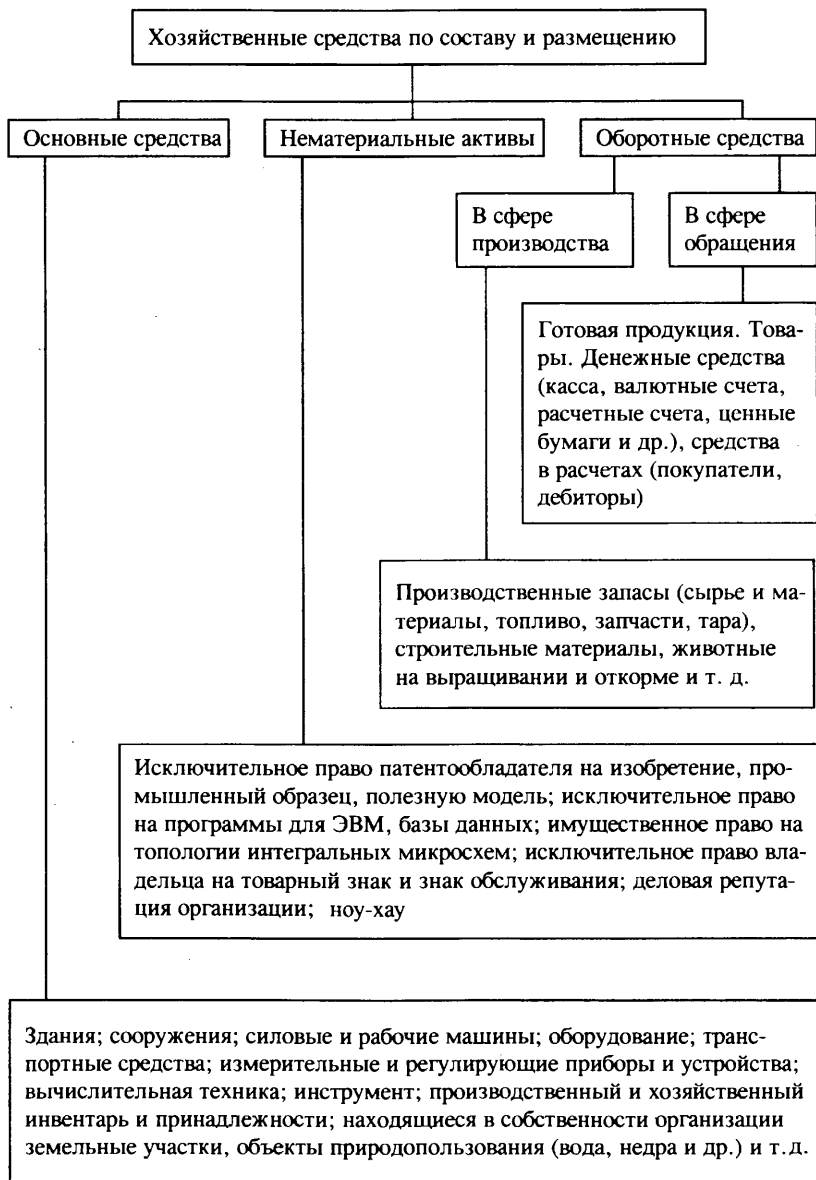 Хозяйственные средства по составу и размещению
Основные средства
Нематериальные активы
Оборотные средства
В сфере
производства
В сфере
обращения
Готовая продукция. Това-
ры. Денежные средства
(касса, валютные счета,
расчетные счета, ценные
бумаги и др.), средства
в расчетах (покупатели,
дебиторы)
Производственные запасы (сырье и ма-
териалы, топливо, запчасти, тара),
строительные материалы, животные
на выращивании и откорме и т. д.
Исключительное право патентообладателя на изобретение, про-
мышленный образец, полезную модель; исключительное право
на программы для ЭВМ, базы данных; имущественное право на
топологии интегральных микросхем; исключительное право вла-
дельца на товарный знак и знак обслуживания; деловая репута-
ция организации; ноу-хау
Здания; сооружения; силовые и рабочие машины; оборудование; транс-
портные средства; измерительные и регулирующие приборы и устройства;
вычислительная техника; инструмент; производственный и хозяйственный
инвентарь и принадлежности; находящиеся в собственности организации
земельные участки, объекты природопользования (вода, недра и др.) и т.д.